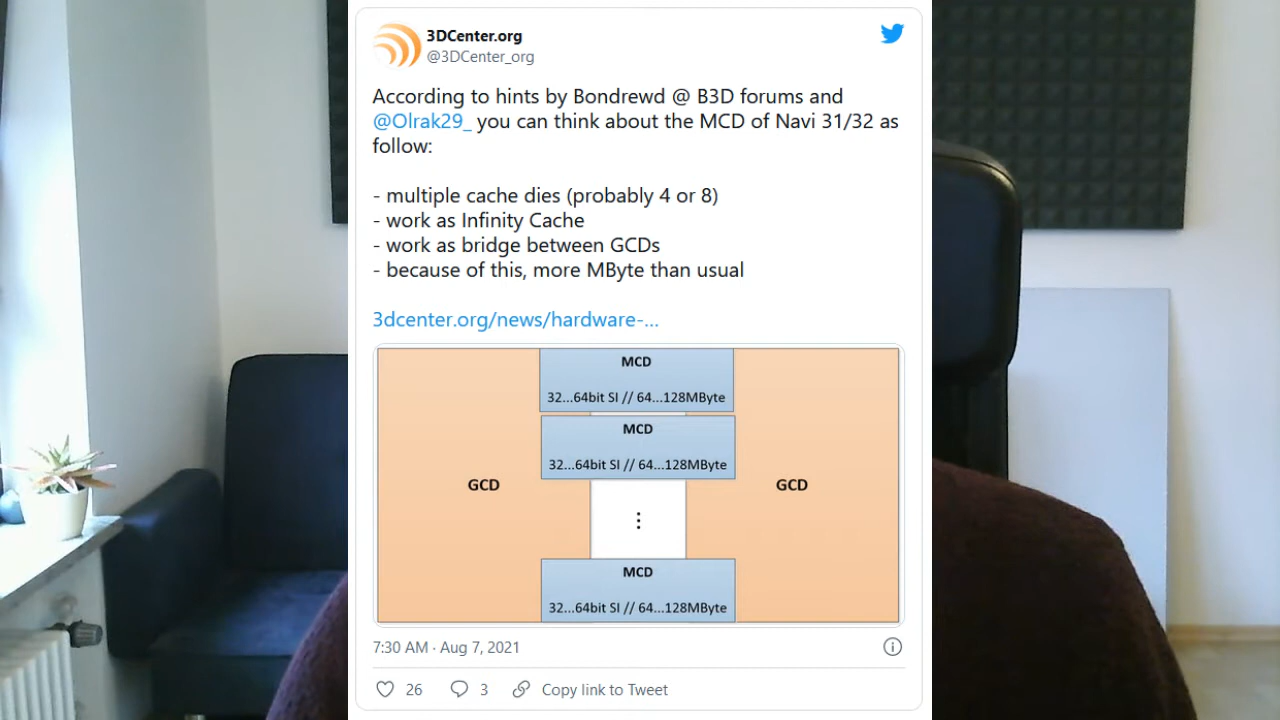 3DCenter.org
@3DCenter_org
According to hints by Bondrewd @ B3D forums and
@Olrak29_ you can think about the MCD of Navi 31/32 as
follow:
- multiple cache dies (probably 4 or 8)
- work as Infinity Cache
- work as bridge between GCDs
- because of this, more MByte than usual
3dcenter.org/news/hardware-...
MCD
32...64bit SI // 64...128MByte
MCD
32...64bit SI // 64...128MByte
GCD
GCD
⋮
MCD
32...64bit SI // 64...128MByte
7:30 AM · Aug 7, 2021
26
3
Copy link to Tweet